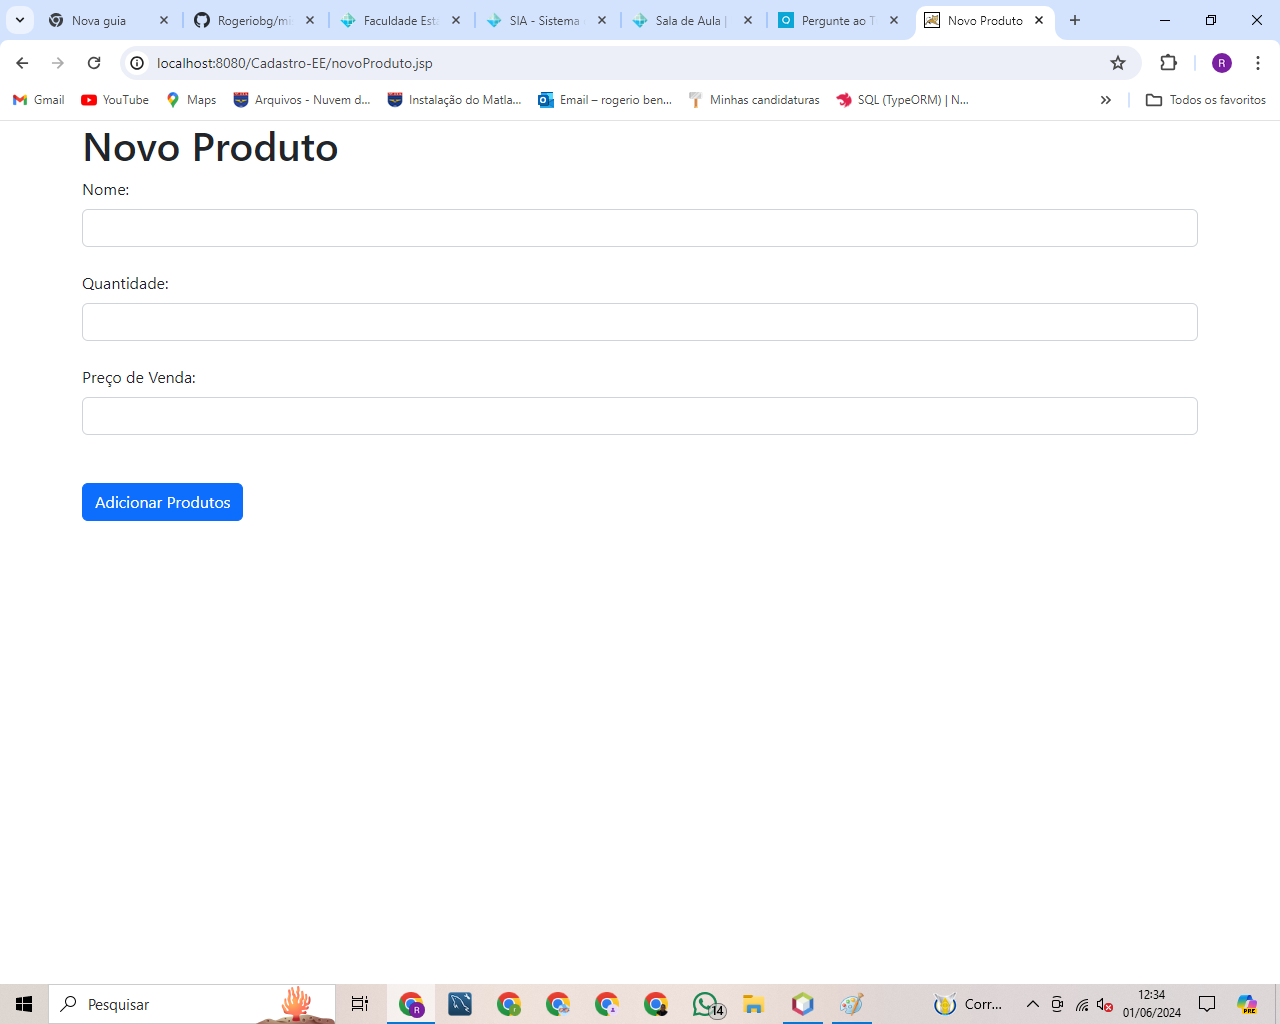 Nova guia
Rogeriobg/mi
Faculdade Est
SIA - Sistema
Sala de Aula |
Pergunte ao T
Novo Produto
localhost:8080/Cadastro-EE/novoProduto.jsp
R
Gmail
YouTube
Maps
Arquivos - Nuvem d...
Instalação do Matla...
Email – rogerio ben...
Minhas candidaturas
SQL (TypeORM) | N...
Todos os favoritos
Novo Produto
Nome:
Quantidade:
Preço de Venda:
Adicionar Produtos
Pesquisar
R
14
Corr...
12:34
01/06/2024
PRE